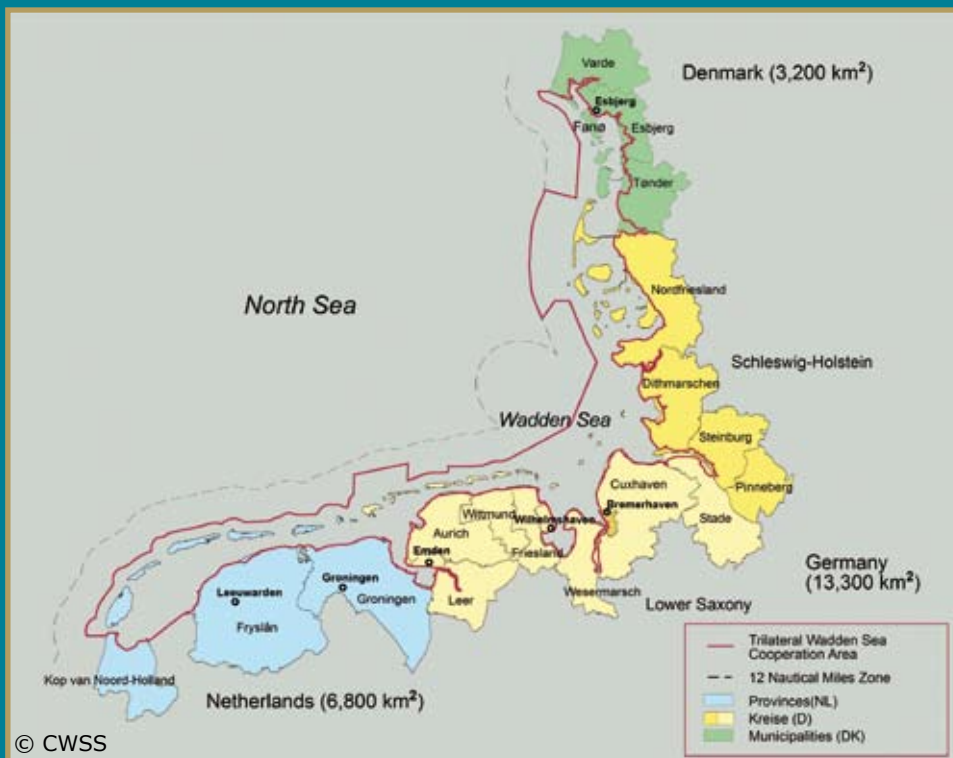 Varde
Denmark (3,200 km²)
Esbjerg
Fanø
Esbjerg
Tønder
North Sea
Nordfriesland
Schleswig-Holstein
Dithmarschen
Wadden Sea
Steinburg
Pinneberg
Cuxhaven
Bremerhaven
Stade
Wittmund
Wilhelmshaven
Aurich
Friesland
Emden
Germany
(13,300 km²)
Wesermarsch
Leer
Lower Saxony
Groningen
Groningen
Leeuwarden
Fryslân
Kop van Noord-Holland
Netherlands (6,800 km²)
Trilateral Wadden Sea
Cooperation Area
12 Nautical Miles Zone
Provinces(NL)
Kreise (D)
Municipalities (DK)
© CWSS